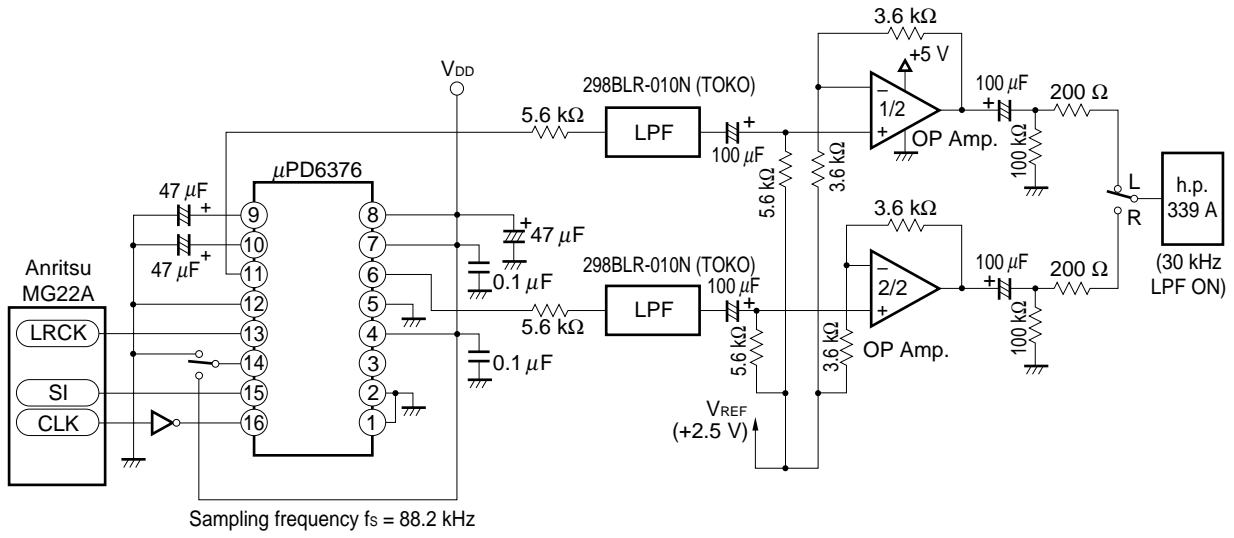 3.6 kΩ
+5 V
VDD
298BLR-010N (TOKO)
100 µF
200 Ω
5.6 kΩ
LPF
+
−
1/2
+
+
OP Amp.
100 µF
100 kΩ
µPD6376
5.6 kΩ
3.6 kΩ
47 µF
+
9
8
+
47 µF
L
R
h.p.
339 A
3.6 kΩ
10
7
+
47 µF
Anritsu
MG22A
11
6
0.1 µF
298BLR-010N (TOKO)
100 µF
100 µF
200 Ω
(30 kHz
LPF ON)
12
5
5.6 kΩ
LPF
+
−
2/2
+
+
100 kΩ
LRCK
13
4
5.6 kΩ
3.6 kΩ
OP Amp.
14
3
0.1 µF
SI
15
2
CLK
16
1
VREF
(+2.5 V)
Sampling frequency fS = 88.2 kHz